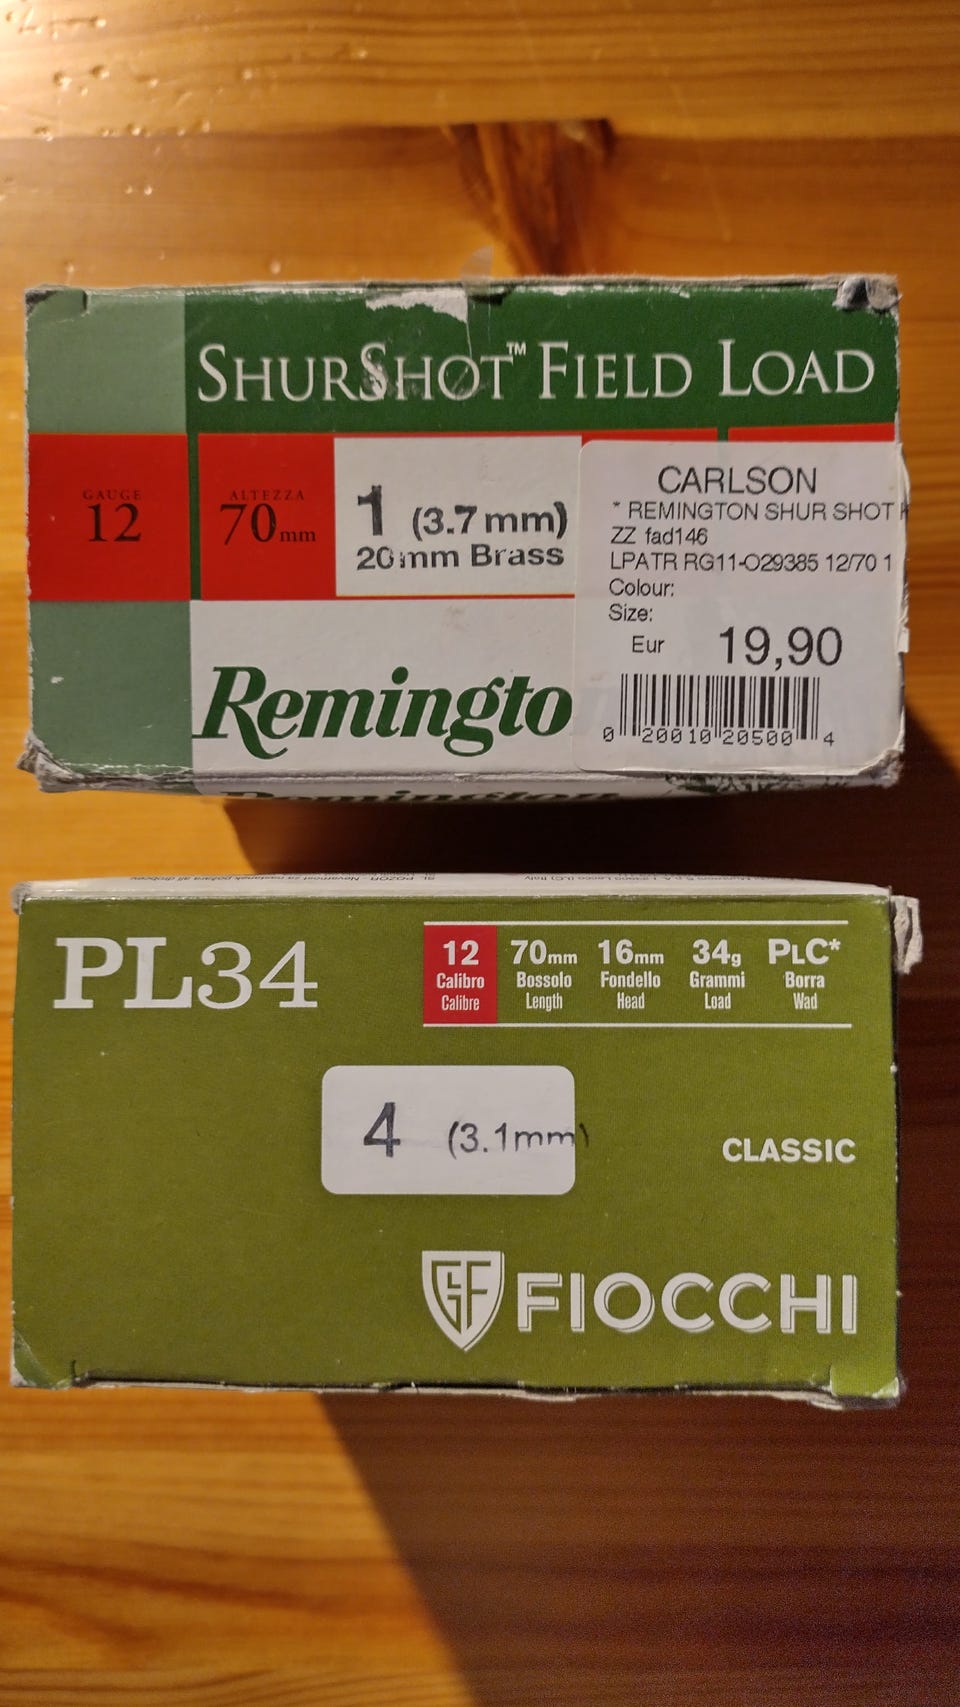 SHURSHOT™ FIELD LOAD
GAUGE
12
ALTEZZA
70mm
1 (3.7 mm)
20mm Brass
Remingto
CARLSON
* REMINGTON SHUR SHOT
ZZ fad146
LPATR RG11-O29385 12/70 1
Colour:
Size:
Eur 19,90
0 20010 20500 4
Remington
PL34
12
Calibro
Calibre
70mm
Bossolo
Length
16mm
Fondello
Head
34g
Grammi
Load
PLC*
Borra
Wad
4 (3.1mm)
CLASSIC
GF
FIOCCHI